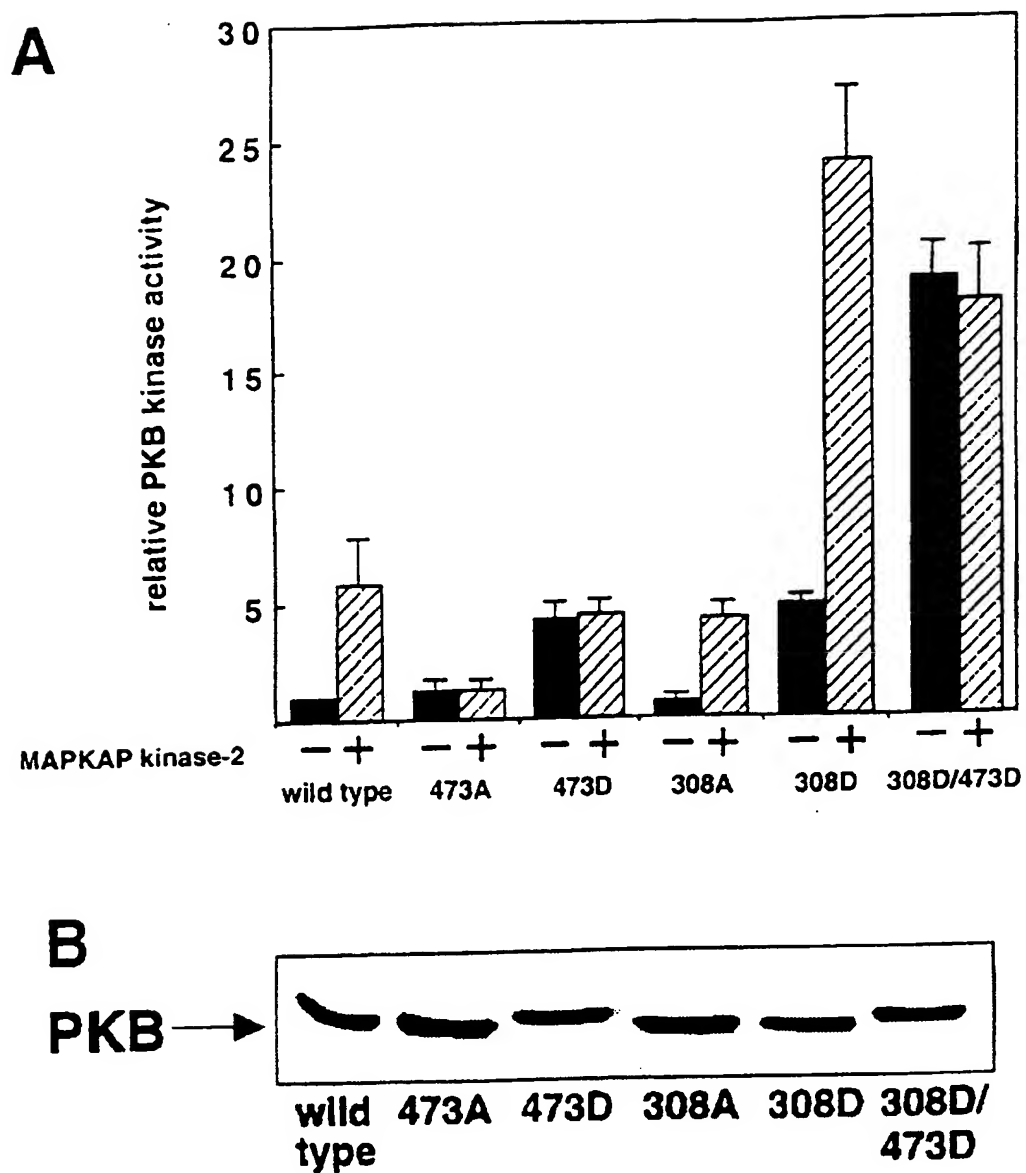 A
30
25
20
15
10
5
relative PKB kinase activity
MAPKAP kinase-2 − + − + − + − + − + − +
wild type 473A 473D 308A 308D 308D/473D
B
PKB
wild type 473A 473D 308A 308D 308D/473D